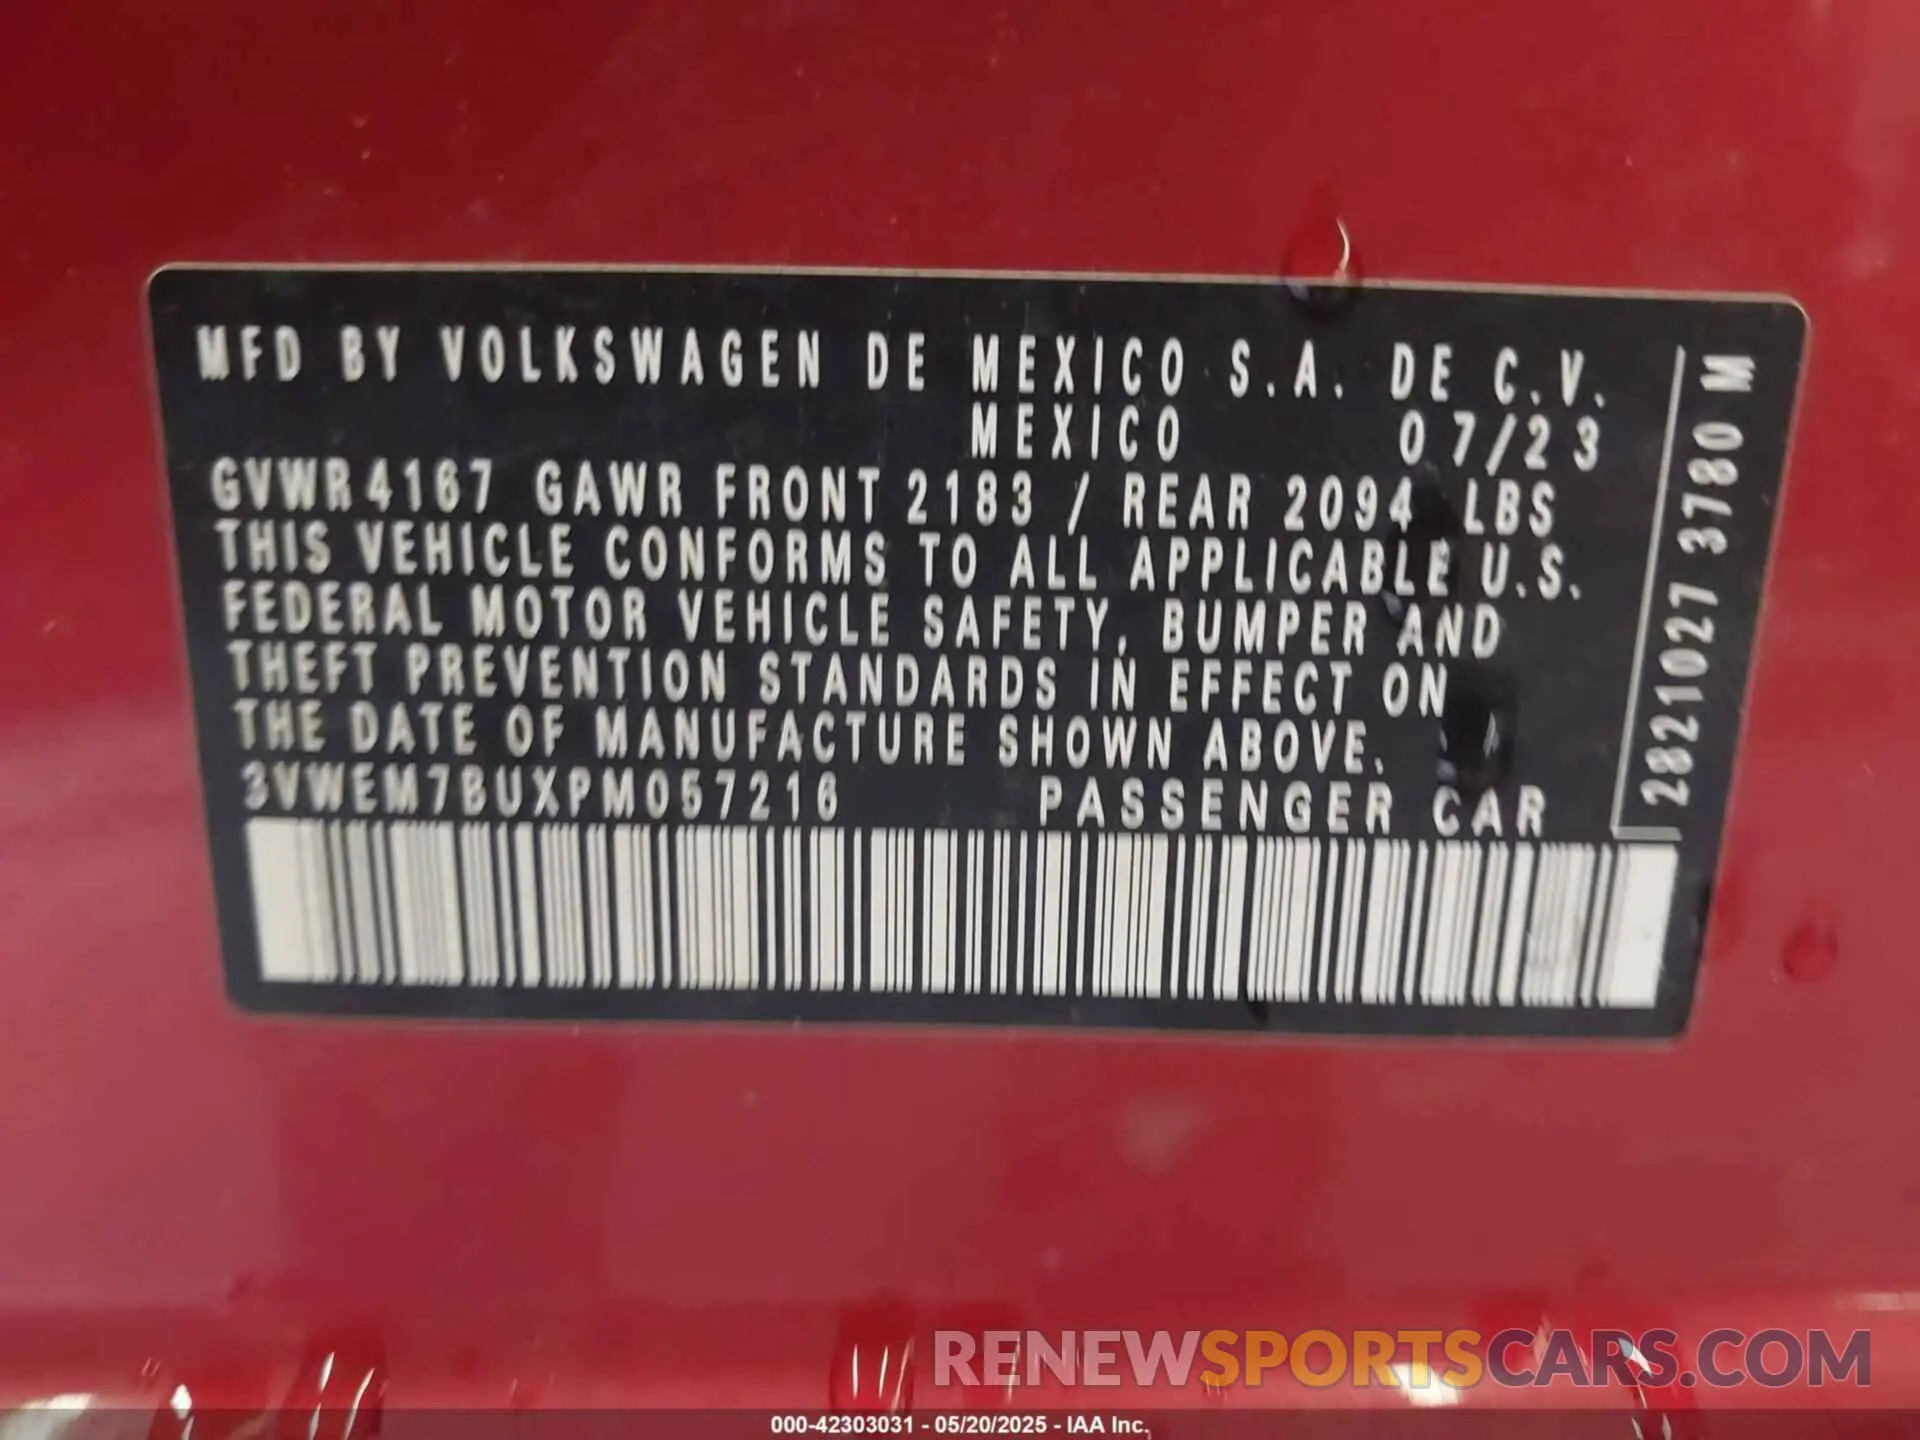 MFD BY VOLKSWAGEN DE MEXICO S.A. DE C.V.
MEXICO 07/23
GVWR 4167 GAWR FRONT 2183 / REAR 2094 LBS
THIS VEHICLE CONFORMS TO ALL APPLICABLE U.S.
FEDERAL MOTOR VEHICLE SAFETY, BUMPER AND
THEFT PREVENTION STANDARDS IN EFFECT ON
THE DATE OF MANUFACTURE SHOWN ABOVE.
3VWEM7BUXPM057216 PASSENGER CAR
2821027 3780 M
RENEWSPORTSCARS.COM
000-42303031 - 05/20/2025 - IAA Inc.